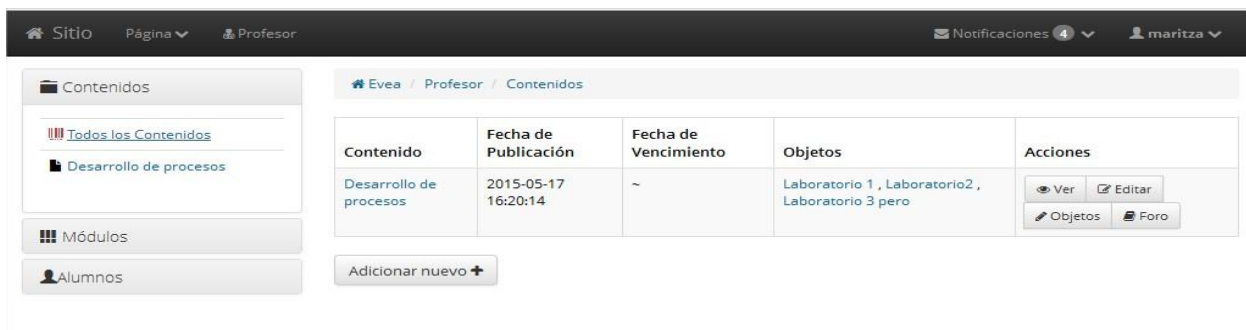 Sitio Página Profesor Notificaciones 4 maritza
Contenidos
Todos los Contenidos
Desarrollo de procesos
Módulos
Alumnos
Evea / Profesor / Contenidos
Contenido Fecha de Publicación Fecha de Vencimiento Objetos Acciones
Desarrollo de procesos 2015-05-17 16:20:14 ~ Laboratorio 1 , Laboratorio2 , Laboratorio 3 pero Ver Editar Objetos Foro
Adicionar nuevo